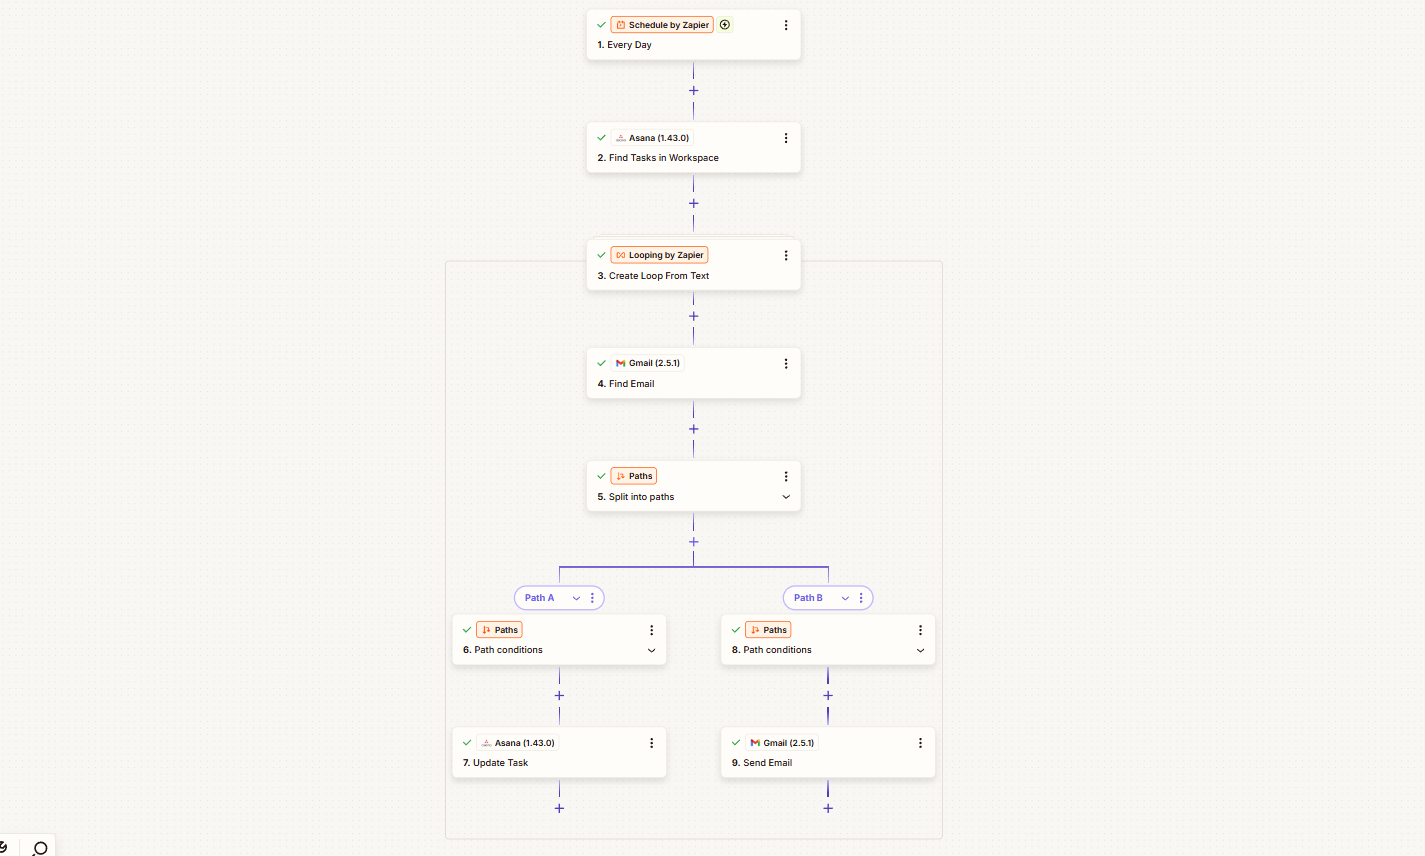 Schedule by Zapier
1. Every Day
Asana (1.43.0)
2. Find Tasks in Workspace
Looping by Zapier
3. Create Loop From Text
Gmail (2.5.1)
4. Find Email
Paths
5. Split into paths
Path A
Path B
Paths
6. Path conditions
Paths
8. Path conditions
Asana (1.43.0)
7. Update Task
Gmail (2.5.1)
9. Send Email